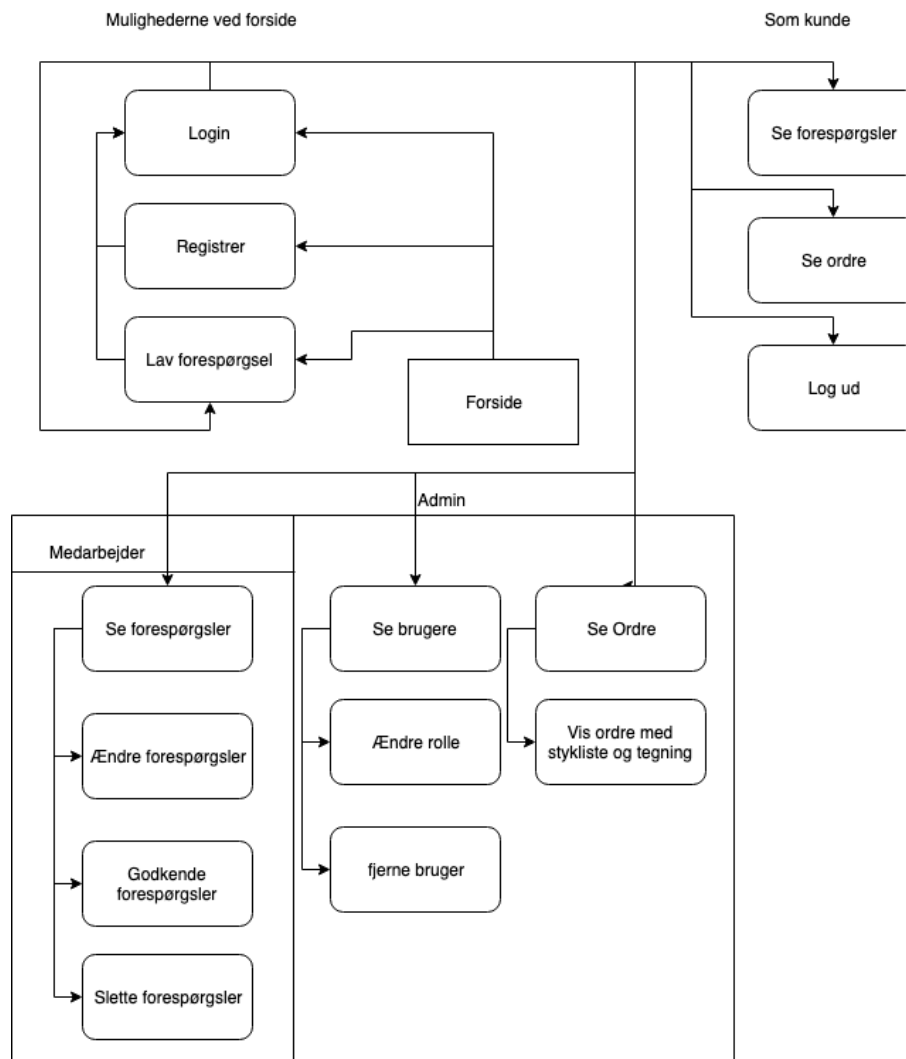 Mulighederne ved forside
Som kunde
Login
Se forespørgsler
Registrer
Se ordre
Lav forespørgsel
Forside
Log ud
Admin
Medarbejder
Se forespørgsler
Se brugere
Se Ordre
Ændre forespørgsler
Ændre rolle
Vis ordre med
stykliste og tegning
Godkende
forespørgsler
fjerne bruger
Slette forespørgsler